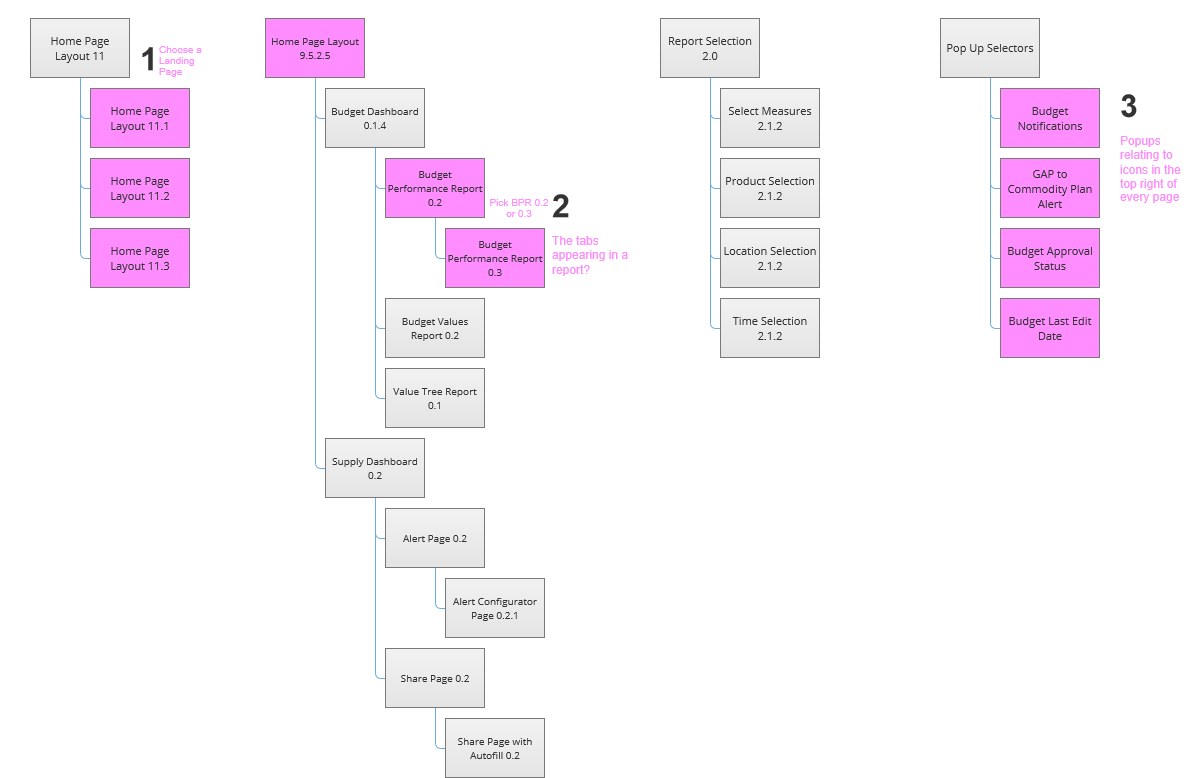 Home Page
Layout 11
1
Choose a
Landing
Page
Home Page
Layout 11.1
Home Page
Layout 11.2
Home Page
Layout 11.3
Home Page Layout
9.5.2.5
Budget Dashboard
0.1.4
Budget
Performance Report
0.2
Pick BPR 0.2
or 0.3
2
The tabs
appearing in a
report?
Budget
Performance Report
0.3
Budget Values
Report 0.2
Value Tree Report
0.1
Supply Dashboard
0.2
Alert Page 0.2
Alert Configurator
Page 0.2.1
Share Page 0.2
Share Page with
Autofill 0.2
Report Selection
2.0
Select Measures
2.1.2
Product Selection
2.1.2
Location Selection
2.1.2
Time Selection
2.1.2
Pop Up Selectors
Budget
Notifications
GAP to
Commodity Plan
Alert
Budget Approval
Status
Budget Last Edit
Date
3
Popups
relating to
icons in the
top right of
every page